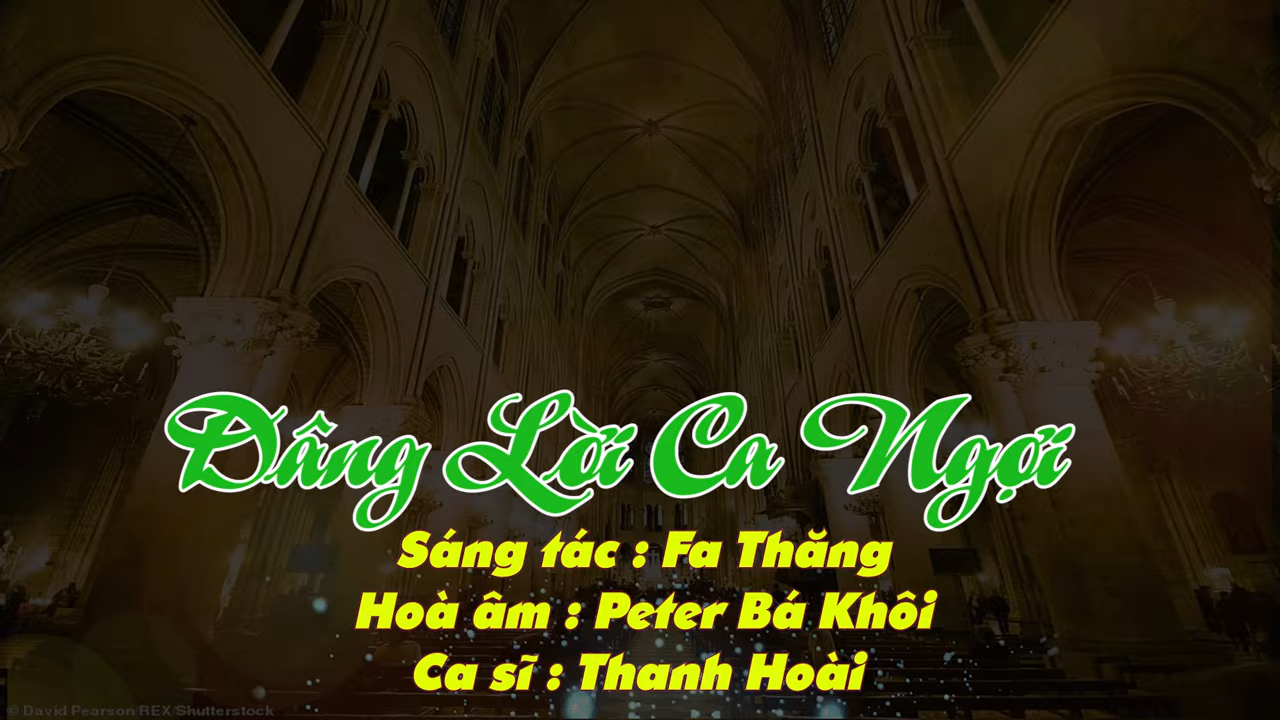 Dâng Lời Ca Ngợi
Sáng tác : Fa Thăng
Hoà âm : Peter Bá Khôi
Ca sĩ : Thanh Hoài
© David Pearson/REX/Shutterstock